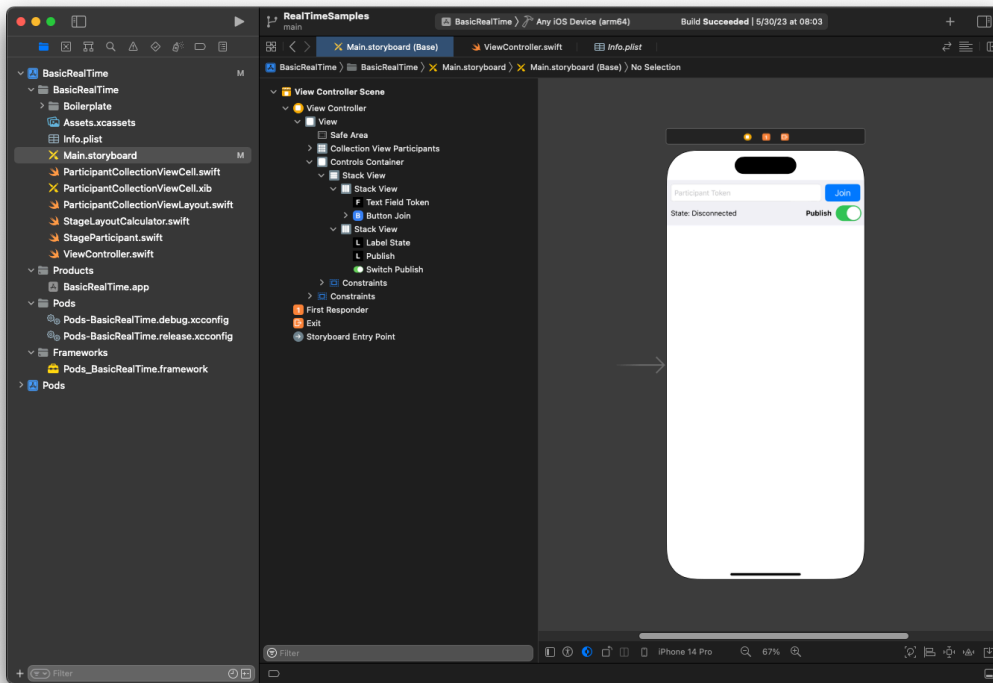 RealTimeSamples
main
BasicRealTime
Any iOS Device (arm64)
Build Succeeded | 5/30/23 at 08:03
Main.storyboard (Base)
ViewController.swift
Info.plist
BasicRealTime
BasicRealTime
Main.storyboard
Main.storyboard (Base)
No Selection
BasicRealTime M
BasicRealTime
Boilerplate
Assets.xcassets
Info.plist
Main.storyboard M
ParticipantCollectionViewCell.swift
ParticipantCollectionViewCell.xib
ParticipantCollectionViewLayout.swift
StageLayoutCalculator.swift
StageParticipant.swift
ViewController.swift
Products
BasicRealTime.app
Pods
Pods-BasicRealTime.debug.xcconfig
Pods-BasicRealTime.release.xcconfig
Frameworks
Pods_BasicRealTime.framework
Pods
Filter
View Controller Scene
View Controller
View
Safe Area
Collection View Participants
Controls Container
Stack View
Stack View
F Text Field Token
B Button Join
Stack View
L Label State
L Publish
Switch Publish
Constraints
Constraints
1 First Responder
Exit
Storyboard Entry Point
Filter
Participant Token
Join
State: Disconnected
Publish
iPhone 14 Pro
67%